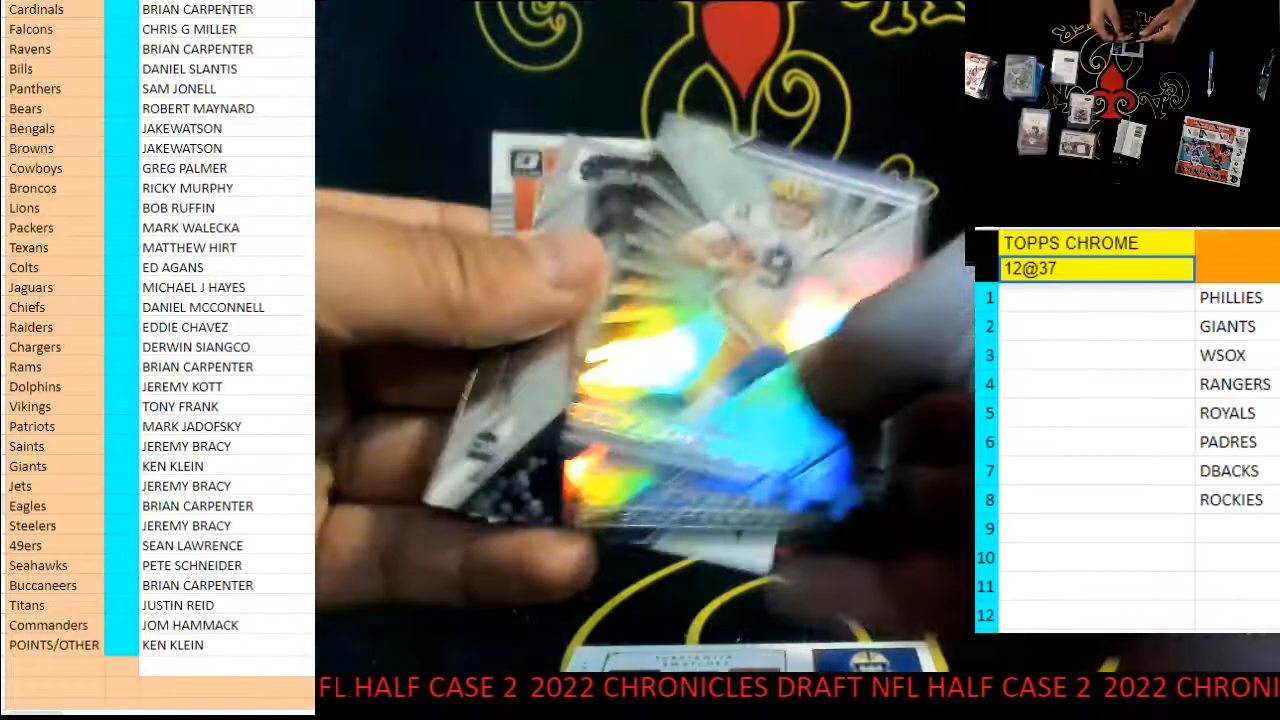 Cardinals BRIAN CARPENTER
Falcons CHRIS G MILLER
Ravens BRIAN CARPENTER
Bills DANIEL SLANTIS
Panthers SAM JONELL
Bears ROBERT MAYNARD
Bengals JAKEWATSON
Browns JAKEWATSON
Cowboys GREG PALMER
Broncos RICKY MURPHY
Lions BOB RUFFIN
Packers MARK WALECKA
Texans MATTHEW HIRT
Colts ED AGANS
Jaguars MICHAEL J HAYES
Chiefs DANIEL MCCONNELL
Raiders EDDIE CHAVEZ
Chargers DERWIN SIANGCO
Rams BRIAN CARPENTER
Dolphins JEREMY KOTT
Vikings TONY FRANK
Patriots MARK JADOFSKY
Saints JEREMY BRACY
Giants KEN KLEIN
Jets JEREMY BRACY
Eagles BRIAN CARPENTER
Steelers JEREMY BRACY
49ers SEAN LAWRENCE
Seahawks PETE SCHNEIDER
Buccaneers BRIAN CARPENTER
Titans JUSTIN REID
Commanders JOM HAMMACK
POINTS/OTHER KEN KLEIN
9
SWATCHES
TOPPS CHROME
12@37
1 PHILLIES
2 GIANTS
3 WSOX
4 RANGERS
5 ROYALS
6 PADRES
7 DBACKS
8 ROCKIES
9
10
11
12
FL HALF CASE 2 2022 CHRONICLES DRAFT NFL HALF CASE 2 2022 CHRONI